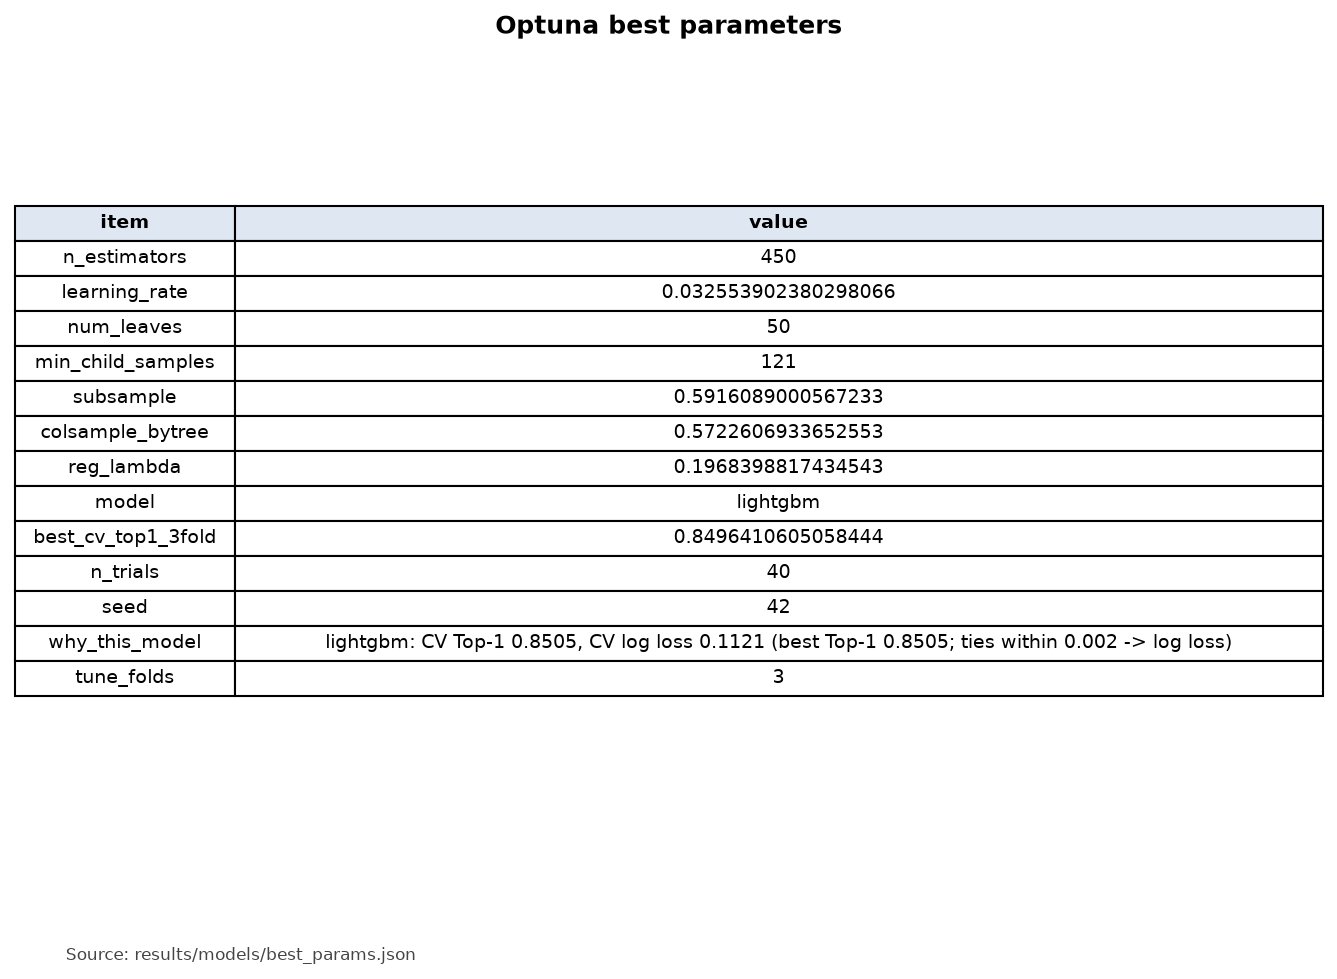 Optuna best parameters
item value
n_estimators 450
learning_rate 0.032553902380298066
num_leaves 50
min_child_samples 121
subsample 0.5916089000567233
colsample_bytree 0.5722606933652553
reg_lambda 0.1968398817434543
model lightgbm
best_cv_top1_3fold 0.8496410605058444
n_trials 40
seed 42
why_this_model lightgbm: CV Top-1 0.8505, CV log loss 0.1121 (best Top-1 0.8505; ties within 0.002 -> log loss)
tune_folds 3
Source: results/models/best_params.json